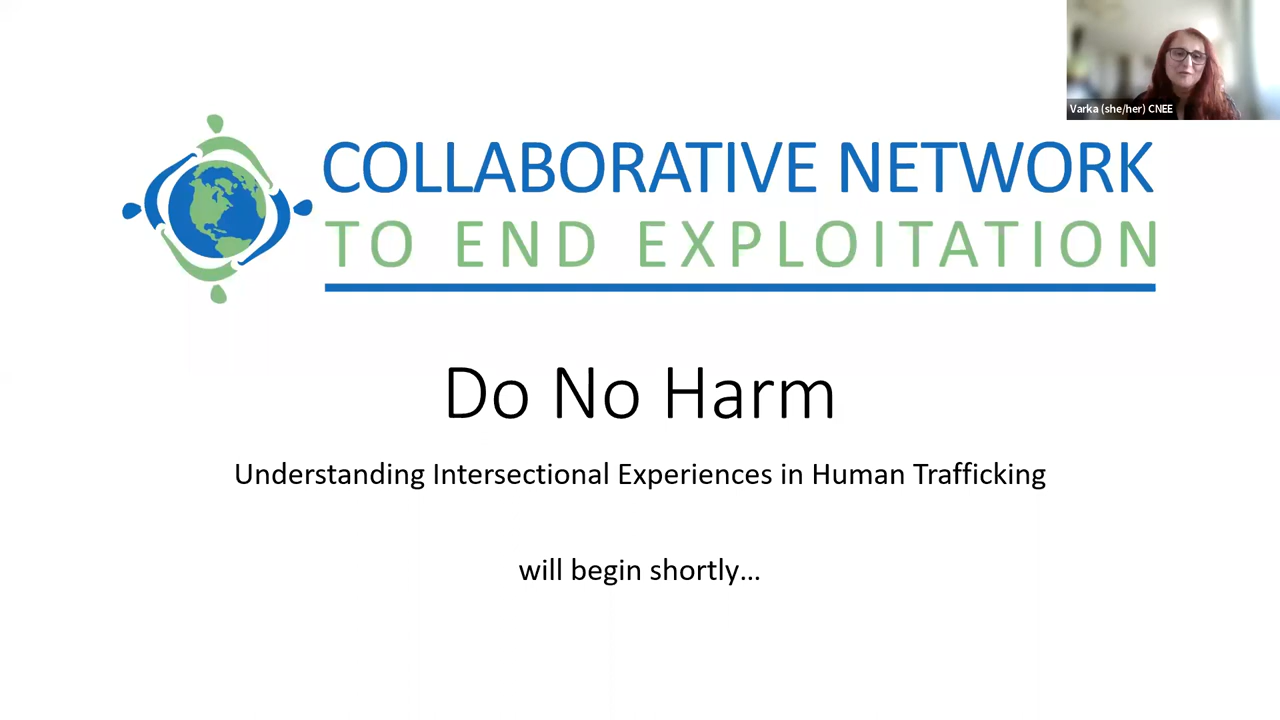 Varka (she/her) CNEE
COLLABORATIVE NETWORK
TO END EXPLOITATION
Do No Harm
Understanding Intersectional Experiences in Human Trafficking
will begin shortly…